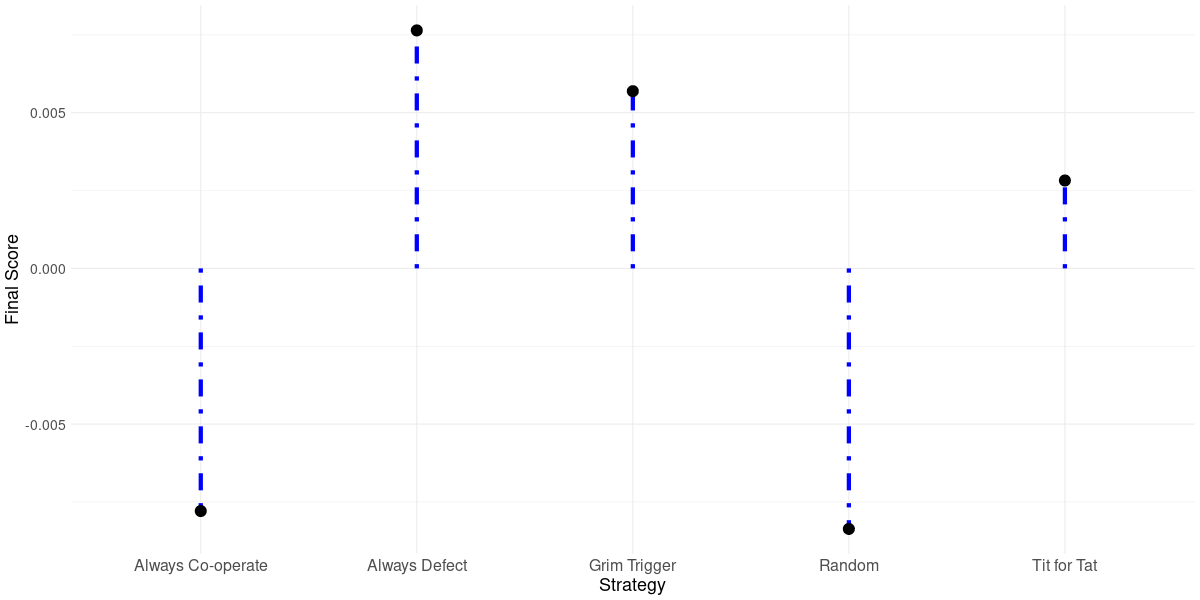 0.005
0.000
-0.005
Final Score
Always Co-operate Always Defect Grim Trigger Random Tit for Tat
Strategy